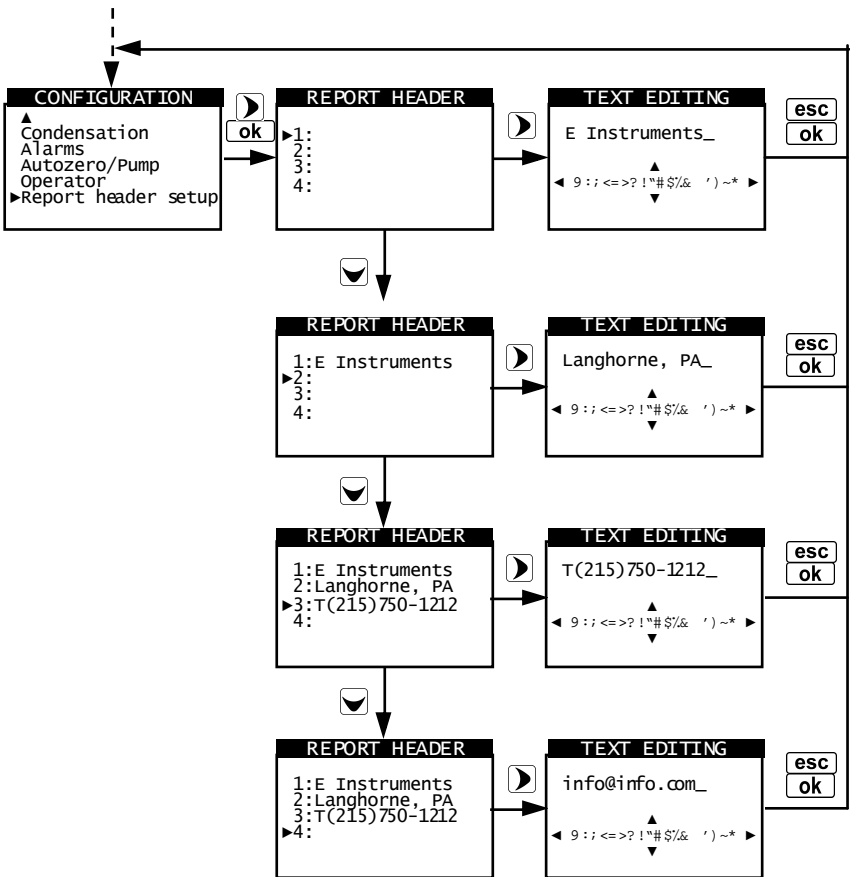 CONFIGURATION
▲
Condensation
Alarms
Autozero/Pump
Operator
►Report header setup
ok
REPORT HEADER
►1:
2:
3:
4:
TEXT EDITING
E Instruments_
▲
◄ 9:;<=>?!"#$%& ')~* ►
▼
esc
ok
REPORT HEADER
1:E Instruments
►2:
3:
4:
TEXT EDITING
Langhorne, PA_
▲
◄ 9:;<=>?!"#$%& ')~* ►
▼
esc
ok
REPORT HEADER
1:E Instruments
2:Langhorne, PA
►3:T(215)750-1212
4:
TEXT EDITING
T(215)750-1212_
▲
◄ 9:;<=>?!"#$%& ')~* ►
▼
esc
ok
REPORT HEADER
1:E Instruments
2:Langhorne, PA
3:T(215)750-1212
►4:
TEXT EDITING
info@info.com_
▲
◄ 9:;<=>?!"#$%& ')~* ►
▼
esc
ok